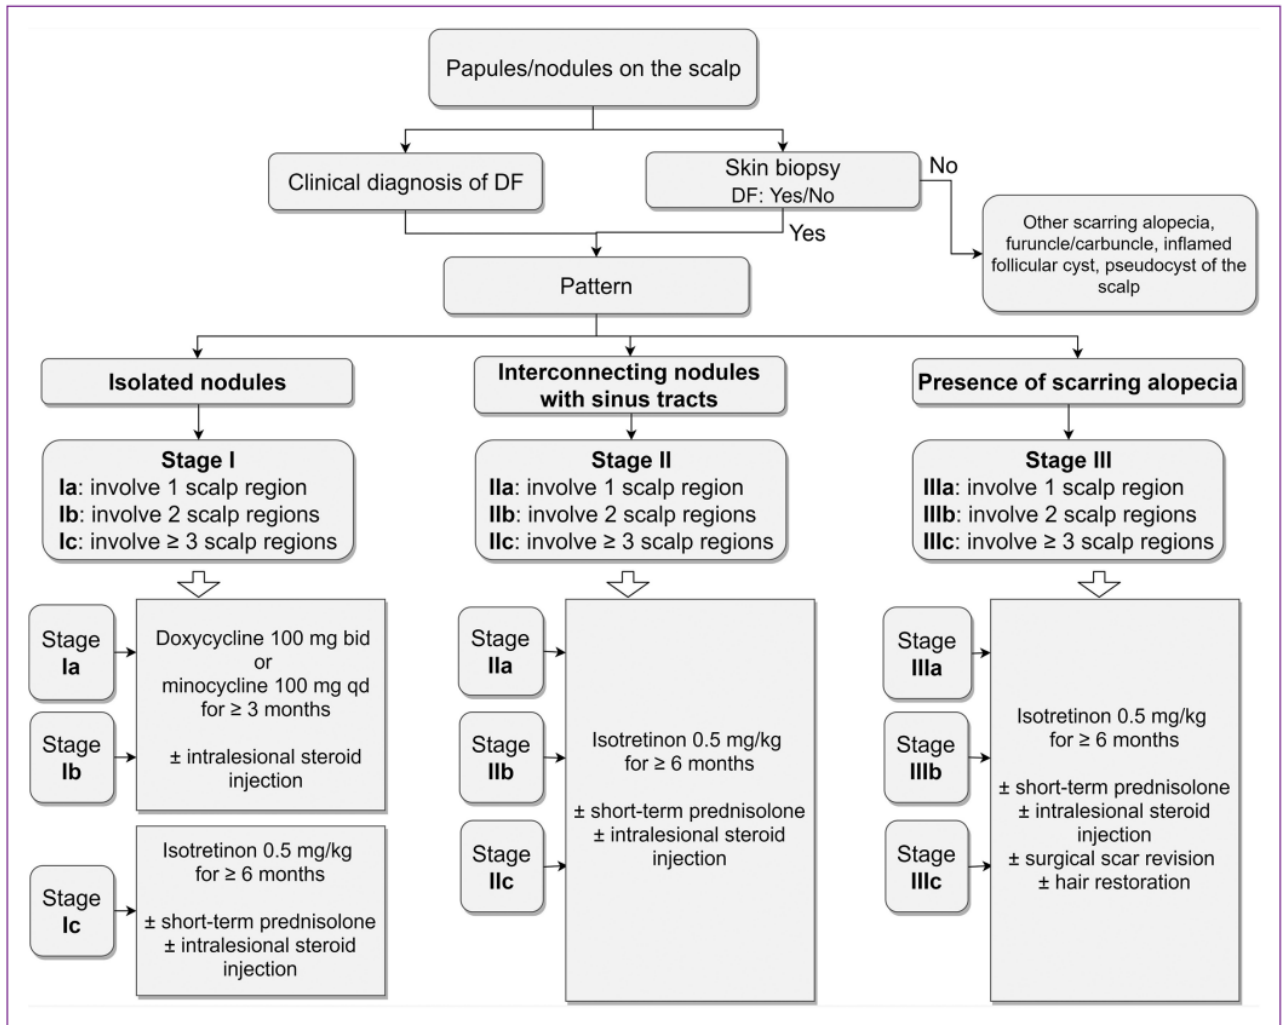 Papules/nodules on the scalp
Clinical diagnosis of DF
Skin biopsy
DF: Yes/No
No
Yes
Other scarring alopecia,
furuncle/carbuncle, inflamed
follicular cyst, pseudocyst of the
scalp
Pattern
Isolated nodules
Interconnecting nodules
with sinus tracts
Presence of scarring alopecia
Stage I
Ia: involve 1 scalp region
Ib: involve 2 scalp regions
Ic: involve ≥ 3 scalp regions
Stage II
IIa: involve 1 scalp region
IIb: involve 2 scalp regions
IIc: involve ≥ 3 scalp regions
Stage III
IIIa: involve 1 scalp region
IIIb: involve 2 scalp regions
IIIc: involve ≥ 3 scalp regions
Stage
Ia
Stage
Ib
Doxycycline 100 mg bid
or
minocycline 100 mg qd
for ≥ 3 months
± intralesional steroid
injection
Stage
Ic
Isotretinon 0.5 mg/kg
for ≥ 6 months
± short-term prednisolone
± intralesional steroid
injection
Stage
IIa
Stage
IIb
Stage
IIc
Isotretinon 0.5 mg/kg
for ≥ 6 months
± short-term prednisolone
± intralesional steroid
injection
Stage
IIIa
Stage
IIIb
Stage
IIIc
Isotretinon 0.5 mg/kg
for ≥ 6 months
± short-term prednisolone
± intralesional steroid
injection
± surgical scar revision
± hair restoration